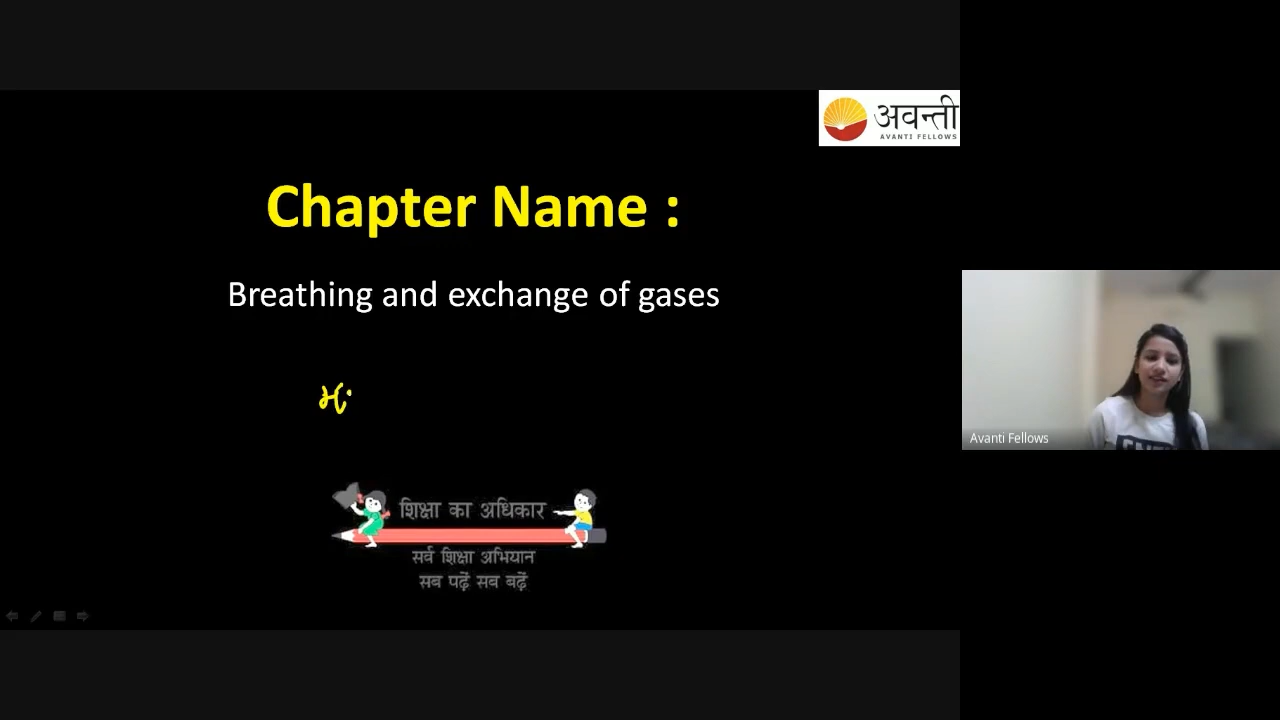 अवन्ती
AVANTI FELLOWS
Chapter Name :
Breathing and exchange of gases
शिक्षा का अधिकार
सर्व शिक्षा अभियान
सब पढ़ें सब बढ़ें
Avanti Fellows